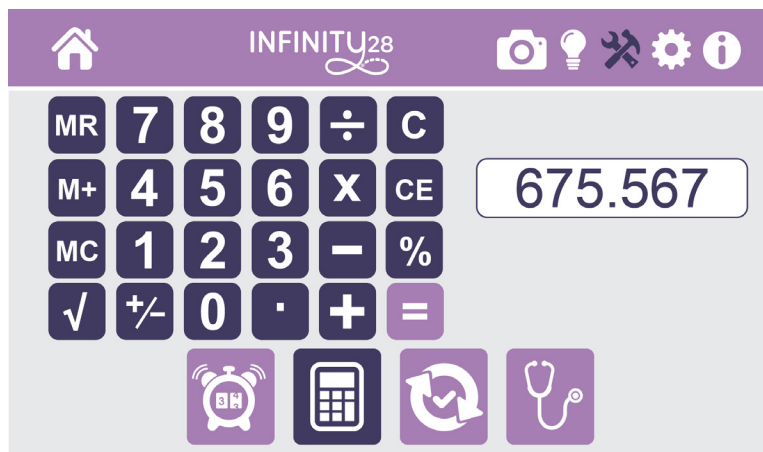 INFINITY28
MR 7 8 9 ÷ C
M+ 4 5 6 X CE
675.567
MC 1 2 3 − %
√ +/− 0 . + =